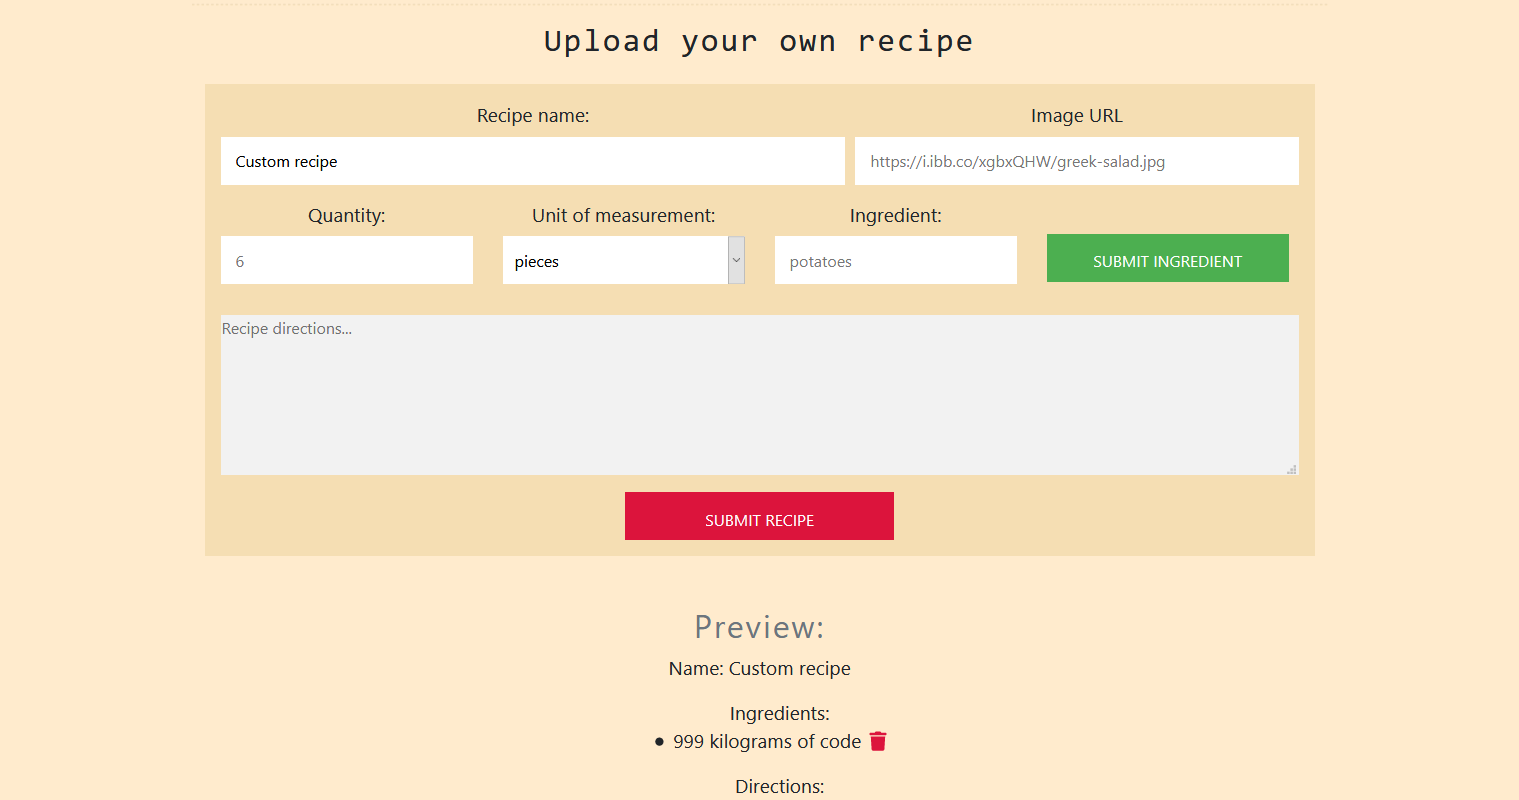 Upload your own recipe
Recipe name: Image URL
Custom recipe https://i.ibb.co/xgbxQHW/greek-salad.jpg
Quantity: Unit of measurement: Ingredient:
6 pieces potatoes SUBMIT INGREDIENT
Recipe directions...
SUBMIT RECIPE
Preview:
Name: Custom recipe
Ingredients:
• 999 kilograms of code
Directions: